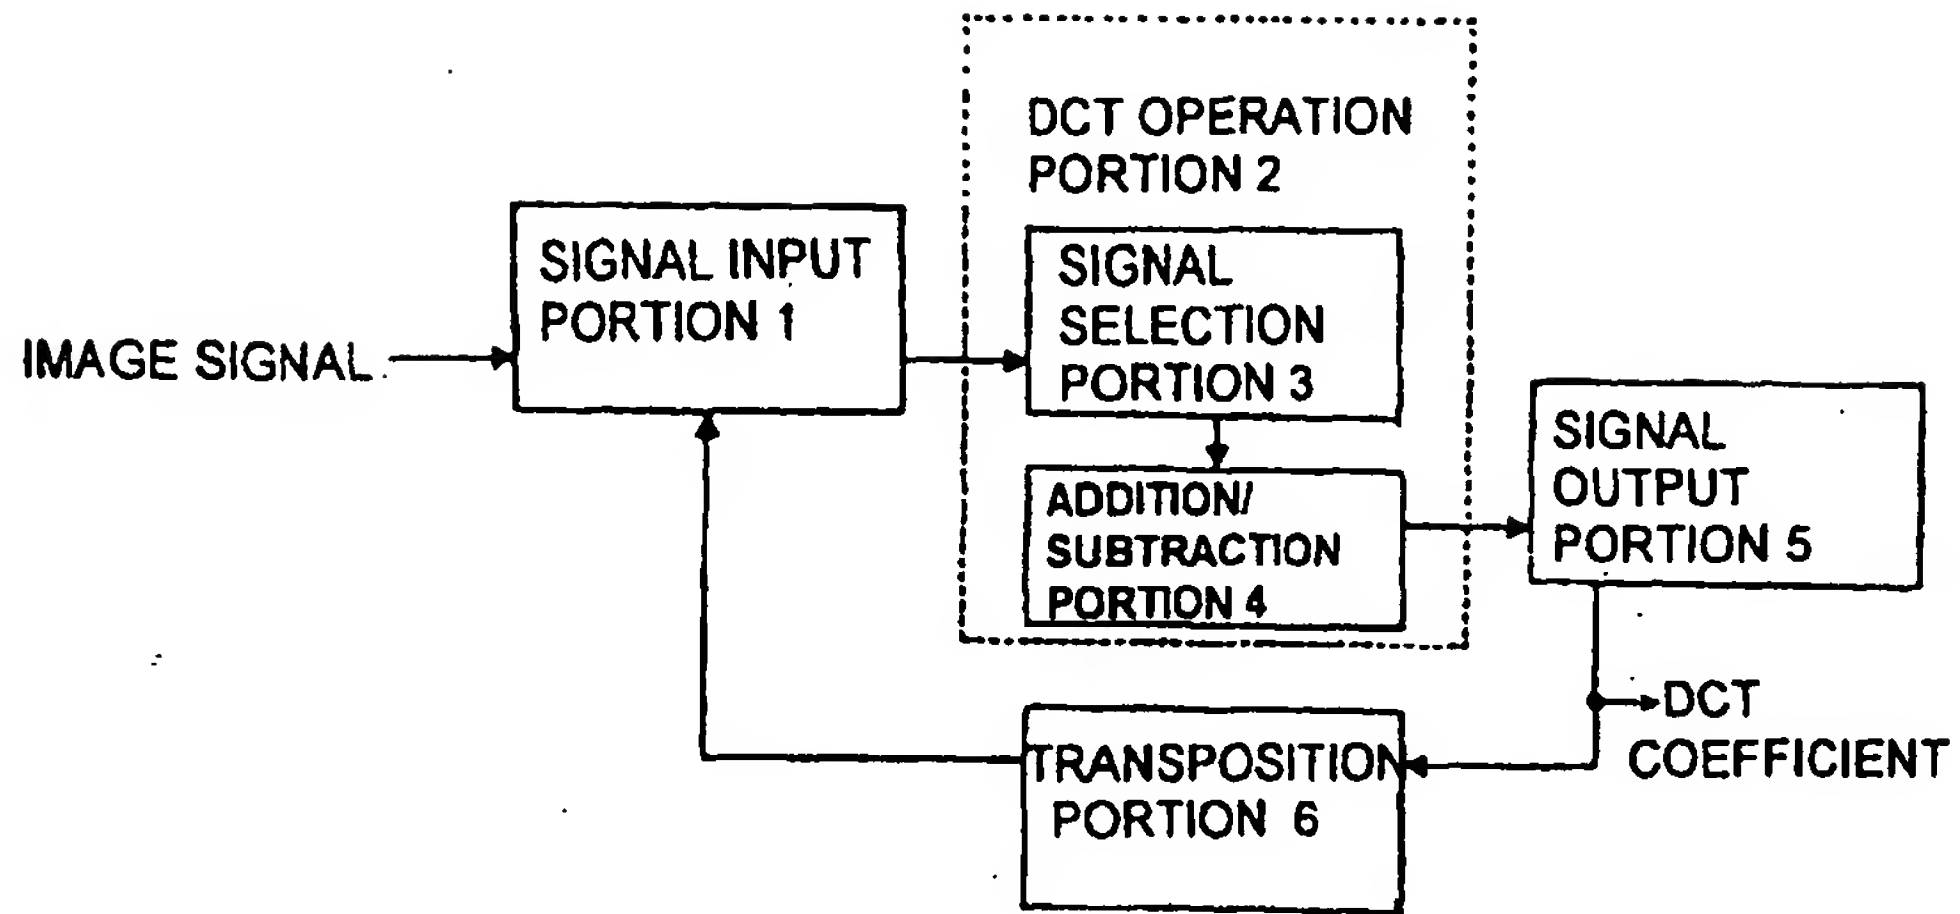 DCT OPERATION
PORTION 2
SIGNAL INPUT
PORTION 1
SIGNAL
SELECTION
PORTION 3
IMAGE SIGNAL
ADDITION/
SUBTRACTION
PORTION 4
SIGNAL
OUTPUT
PORTION 5
DCT
COEFFICIENT
TRANSPOSITION
PORTION 6